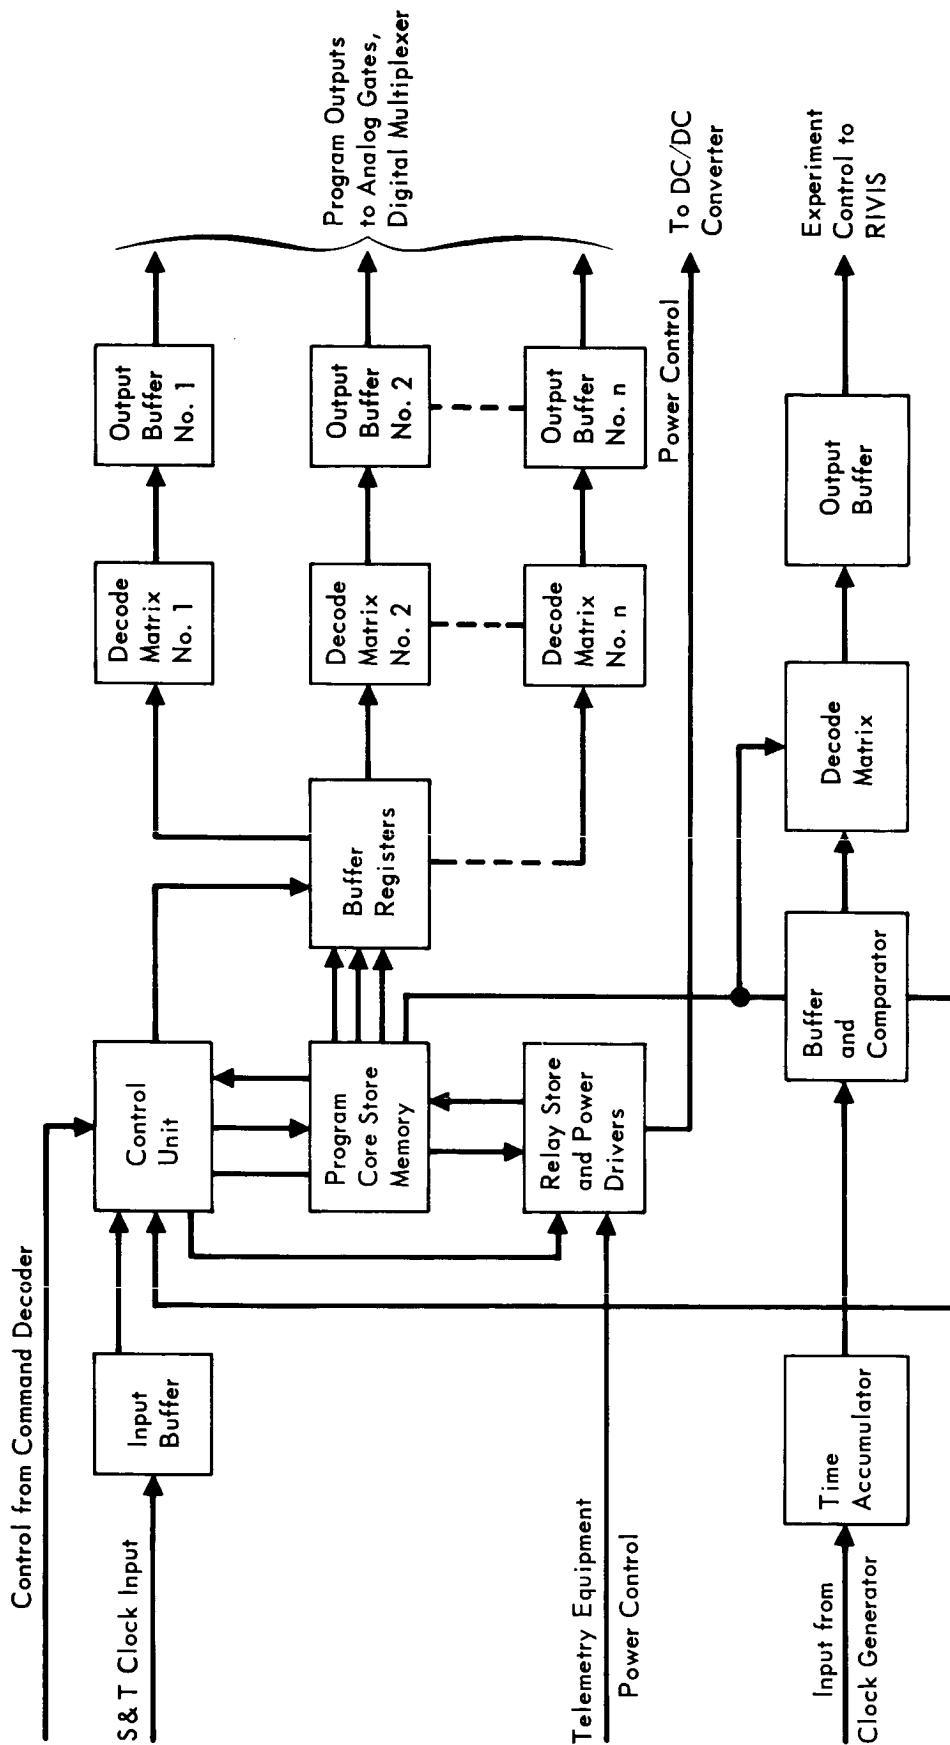 Control from Command Decoder
S & T Clock Input
Input
Buffer
Control
Unit
Decode
Matrix
No. 1
Output
Buffer
No. 1
Program
Core Store
Memory
Buffer
Registers
Decode
Matrix
No. 2
Output
Buffer
No. 2
Program Outputs
to Analog Gates,
Digital Multiplexer
Telemetry Equipment
Power Control
Relay Store
and Power
Drivers
Decode
Matrix
No. n
Output
Buffer
No. n
Power Control
To DC/DC
Converter
Input from
Clock Generator
Time
Accumulator
Buffer
and
Comparator
Decode
Matrix
Output
Buffer
Experiment
Control to
RIVIS